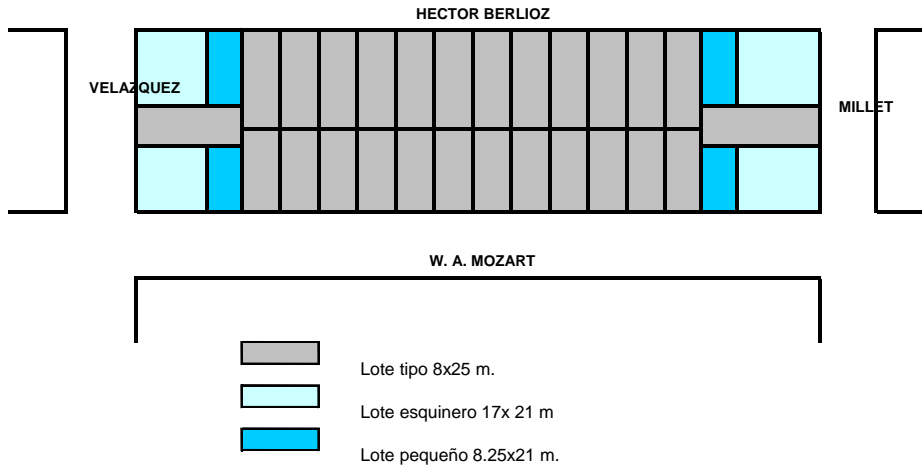 HECTOR BERLIOZ
VELAZQUEZ
MILLET
W. A. MOZART
Lote tipo 8x25 m.
Lote esquinero 17x 21 m
Lote pequeño 8.25x21 m.